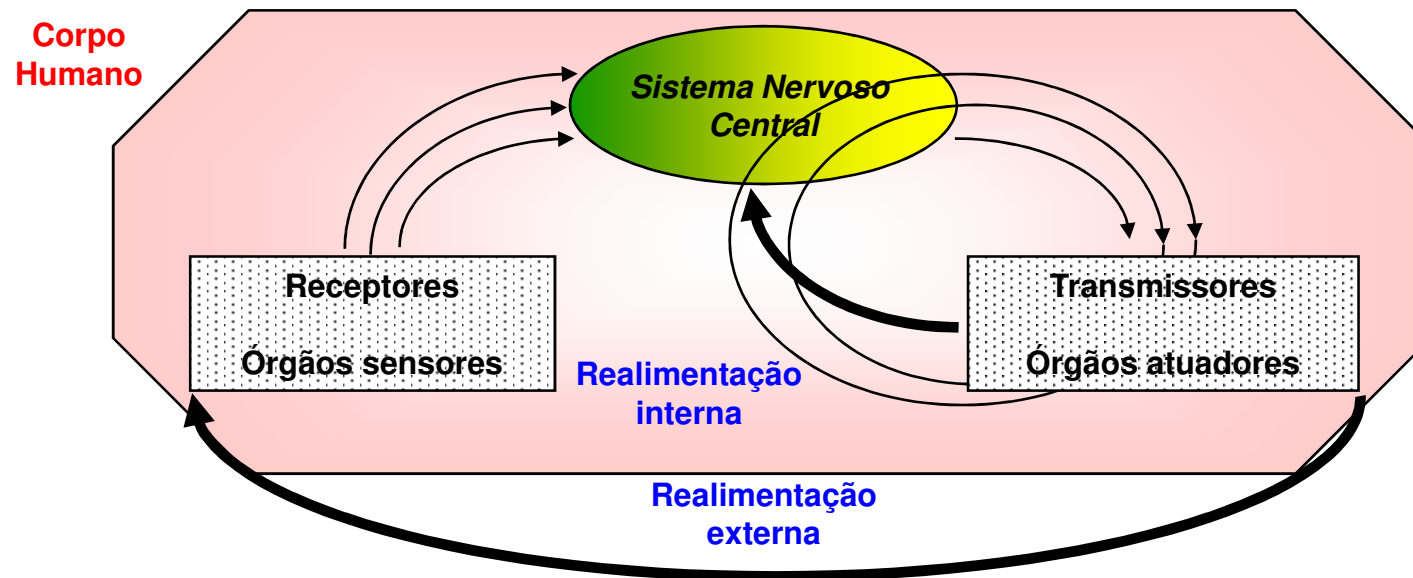 Corpo
Humano
Sistema Nervoso
Central
Receptores
Órgãos sensores
Transmissores
Órgãos atuadores
Realimentação
interna
Realimentação
externa